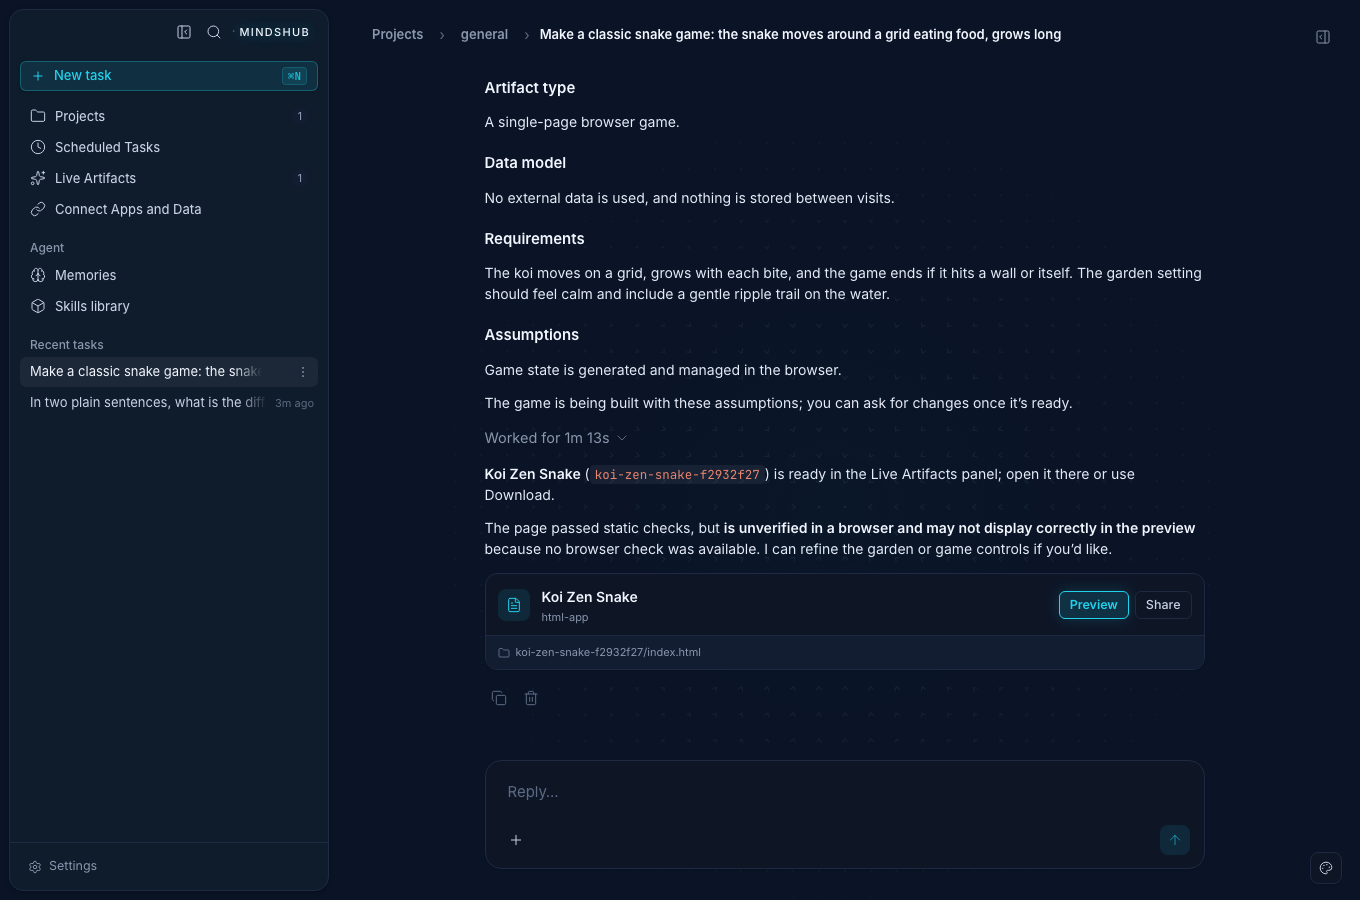 MINDSHUB
New task
⌘N
Projects
1
Scheduled Tasks
Live Artifacts
1
Connect Apps and Data
Agent
Memories
Skills library
Recent tasks
Make a classic snake game: the snake
In two plain sentences, what is the diff
3m ago
Settings
Projects › general › Make a classic snake game: the snake moves around a grid eating food, grows long
Artifact type
A single-page browser game.
Data model
No external data is used, and nothing is stored between visits.
Requirements
The koi moves on a grid, grows with each bite, and the game ends if it hits a wall or itself. The garden setting
should feel calm and include a gentle ripple trail on the water.
Assumptions
Game state is generated and managed in the browser.
The game is being built with these assumptions; you can ask for changes once it’s ready.
Worked for 1m 13s
Koi Zen Snake ( koi-zen-snake-f2932f27 ) is ready in the Live Artifacts panel; open it there or use
Download.
The page passed static checks, but is unverified in a browser and may not display correctly in the preview
because no browser check was available. I can refine the garden or game controls if you’d like.
Koi Zen Snake
html-app
Preview
Share
koi-zen-snake-f2932f27/index.html
Reply...